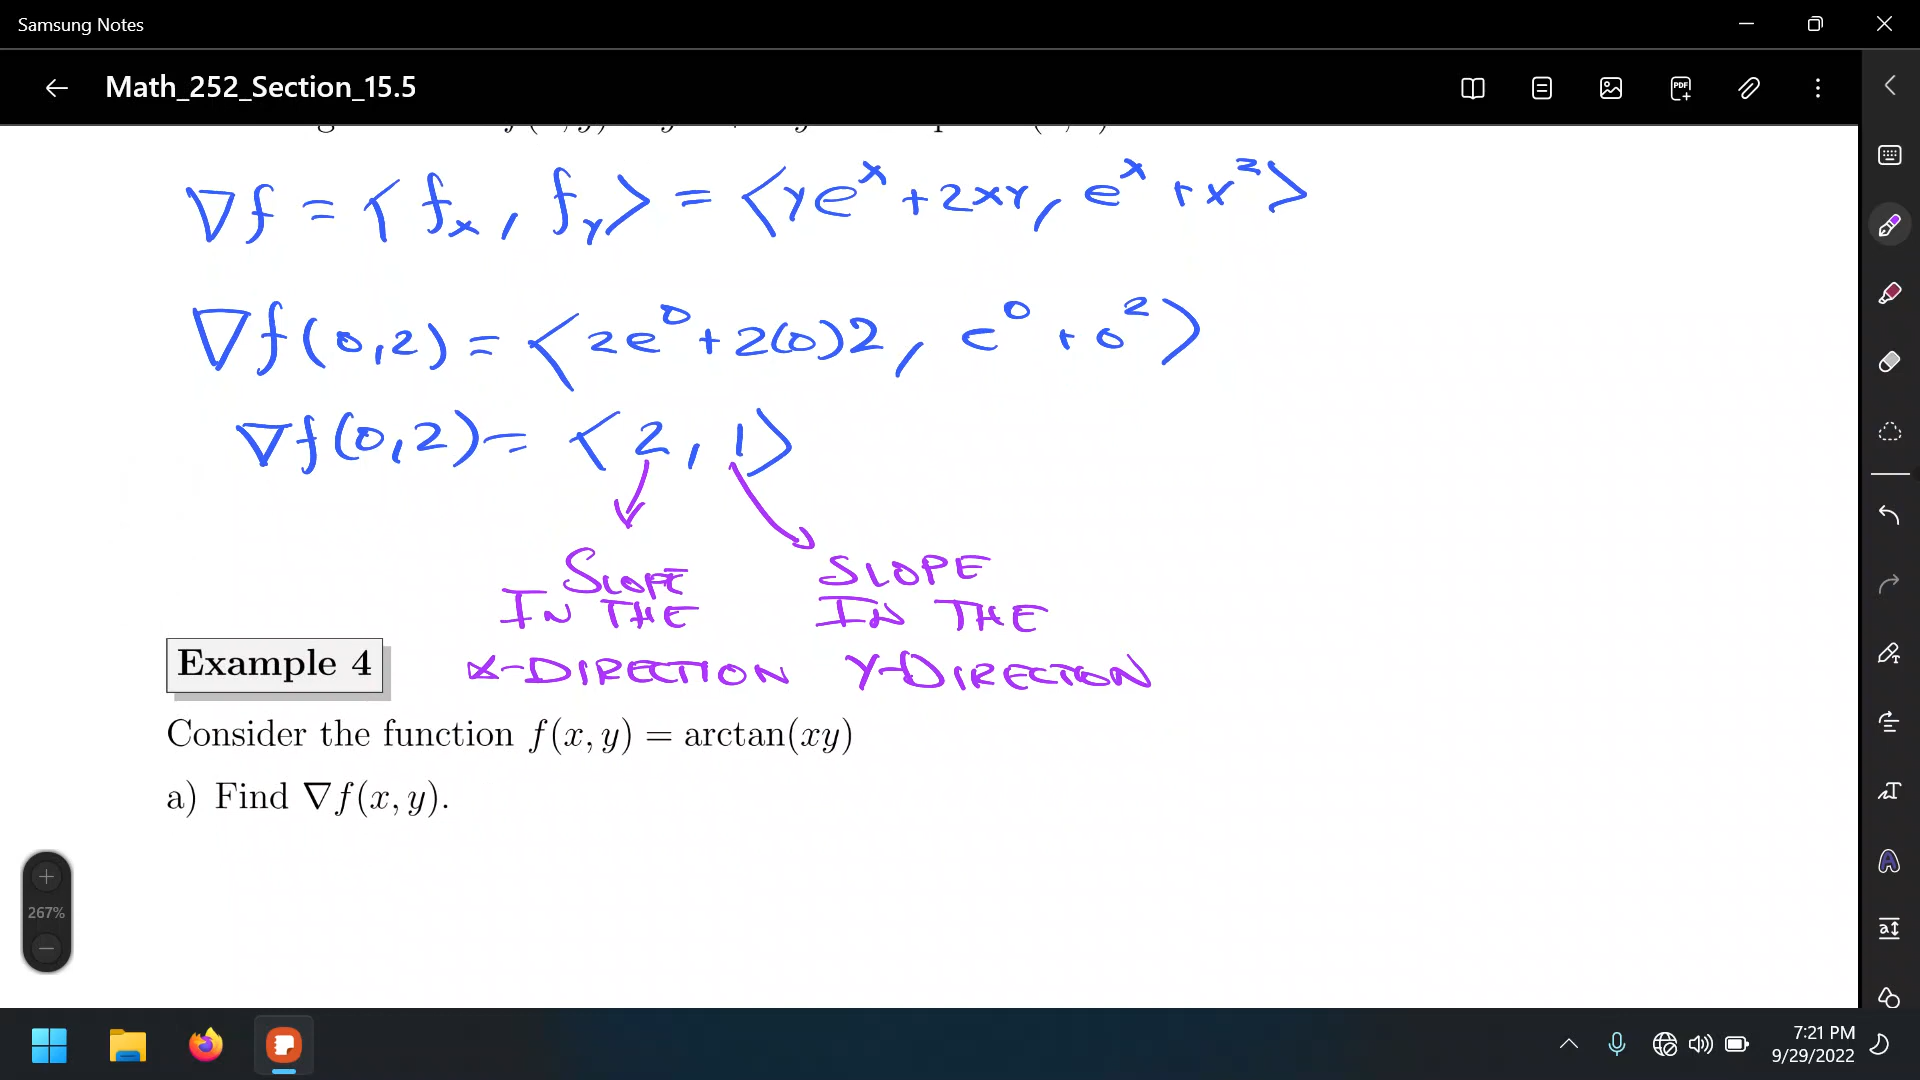 Samsung Notes
Math_252_Section_15.5
∇f = ⟨ f_x , f_y ⟩ = ⟨ye^x + 2xy, e^x + x^2⟩
∇f(0,2) = ⟨2e^0 + 2(0)2, e^0 + 0^2⟩
∇f(0,2) = ⟨2, 1⟩
SLOPE SLOPE
IN THE IN THE
X-DIRECTION Y-DIRECTION
Example 4
Consider the function f(x, y) = arctan(xy)
a) Find ∇f(x, y).
267%
7:21 PM
9/29/2022